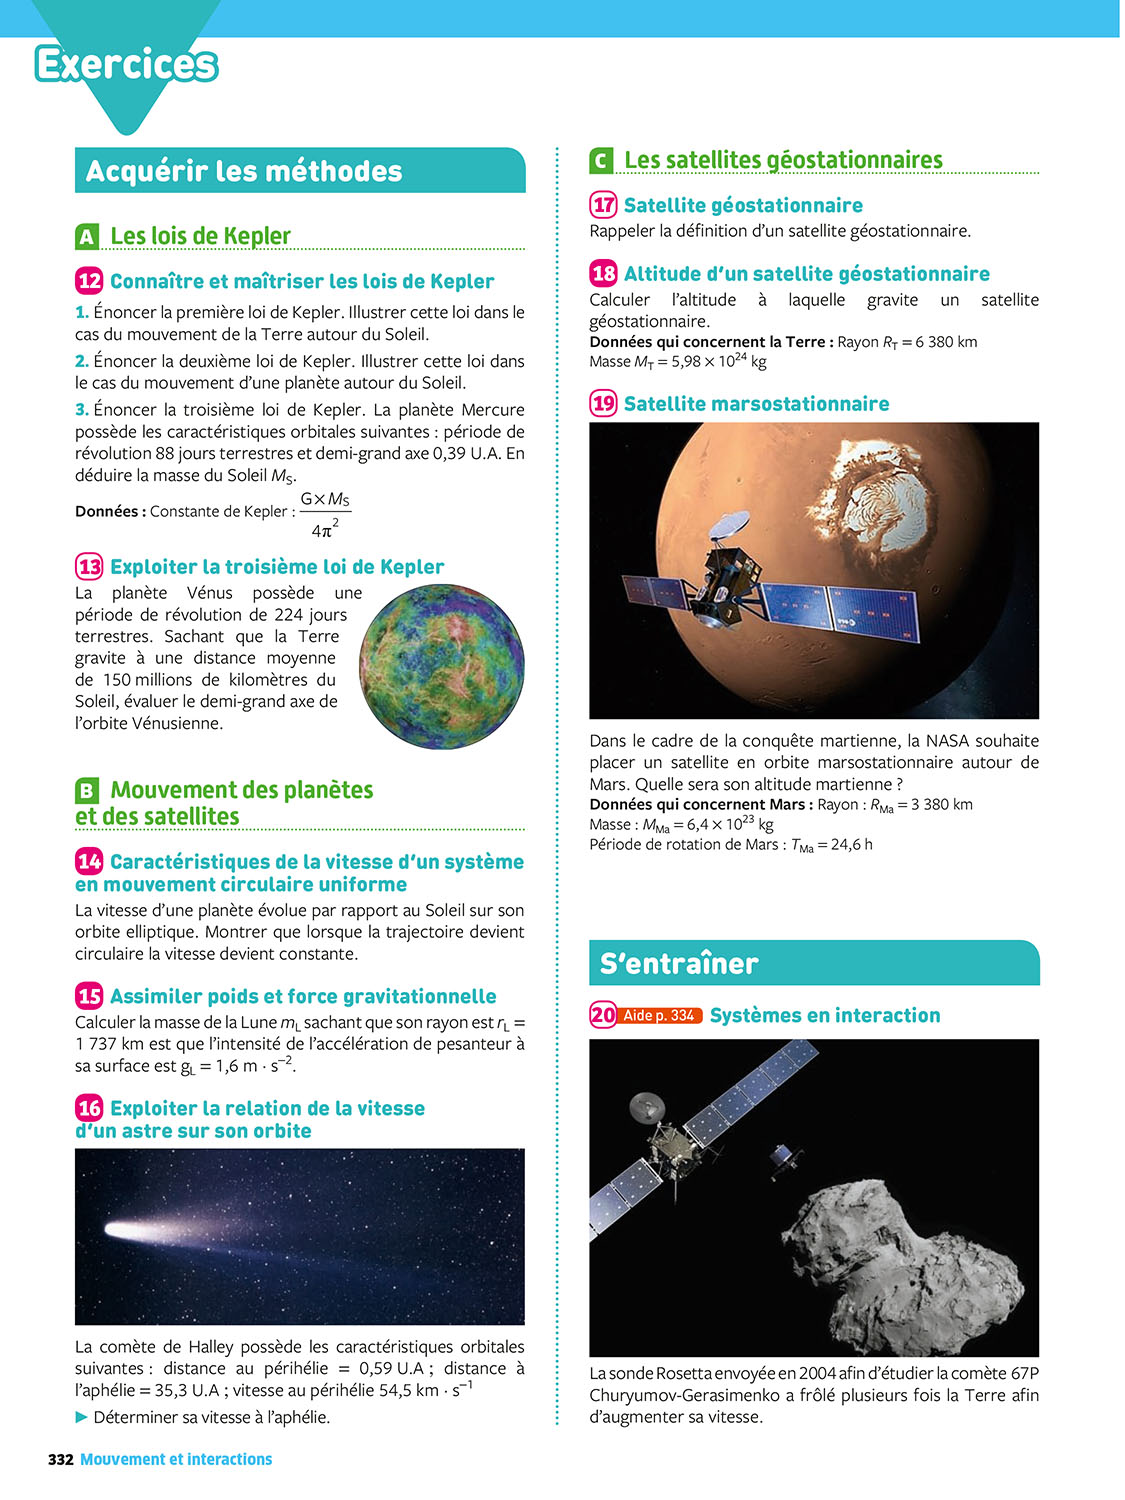 Exercices
Acquérir les méthodes
A Les lois de Kepler
12 Connaître et maîtriser les lois de Kepler
1. Énoncer la première loi de Kepler. Illustrer cette loi dans le
cas du mouvement de la Terre autour du Soleil.
2. Énoncer la deuxième loi de Kepler. Illustrer cette loi dans
le cas du mouvement d'une planète autour du Soleil.
3. Énoncer la troisième loi de Kepler. La planète Mercure
possède les caractéristiques orbitales suivantes : période de
révolution 88 jours terrestres et demi-grand axe 0,39 U.A. En
déduire la masse du Soleil M_S.
Données : Constante de Kepler : G × M_S / 4π²
13 Exploiter la troisième loi de Kepler
La planète Vénus possède une
période de révolution de 224 jours
terrestres. Sachant que la Terre
gravite à une distance moyenne
de 150 millions de kilomètres du
Soleil, évaluer le demi-grand axe de
l'orbite Vénusienne.
B Mouvement des planètes
et des satellites
14 Caractéristiques de la vitesse d'un système
en mouvement circulaire uniforme
La vitesse d'une planète évolue par rapport au Soleil sur son
orbite elliptique. Montrer que lorsque la trajectoire devient
circulaire la vitesse devient constante.
15 Assimiler poids et force gravitationnelle
Calculer la masse de la Lune m_L sachant que son rayon est r_L =
1 737 km est que l'intensité de l'accélération de pesanteur à
sa surface est g_L = 1,6 m · s⁻².
16 Exploiter la relation de la vitesse
d'un astre sur son orbite
La comète de Halley possède les caractéristiques orbitales
suivantes : distance au périhélie = 0,59 U.A ; distance à
l'aphélie = 35,3 U.A ; vitesse au périhélie 54,5 km · s⁻¹
► Déterminer sa vitesse à l'aphélie.
C Les satellites géostationnaires
17 Satellite géostationnaire
Rappeler la définition d'un satellite géostationnaire.
18 Altitude d'un satellite géostationnaire
Calculer l'altitude à laquelle gravite un satellite
géostationnaire.
Données qui concernent la Terre : Rayon R_T = 6 380 km
Masse M_T = 5,98 × 10²⁴ kg
19 Satellite marsostationnaire
Dans le cadre de la conquête martienne, la NASA souhaite
placer un satellite en orbite marsostationnaire autour de
Mars. Quelle sera son altitude martienne ?
Données qui concernent Mars : Rayon : R_Ma = 3 380 km
Masse : M_Ma = 6,4 × 10²³ kg
Période de rotation de Mars : T_Ma = 24,6 h
S'entraîner
20 Aide p. 334 Systèmes en interaction
La sonde Rosetta envoyée en 2004 afin d'étudier la comète 67P
Churyumov-Gerasimenko a frôlé plusieurs fois la Terre afin
d'augmenter sa vitesse.
332 Mouvement et interactions